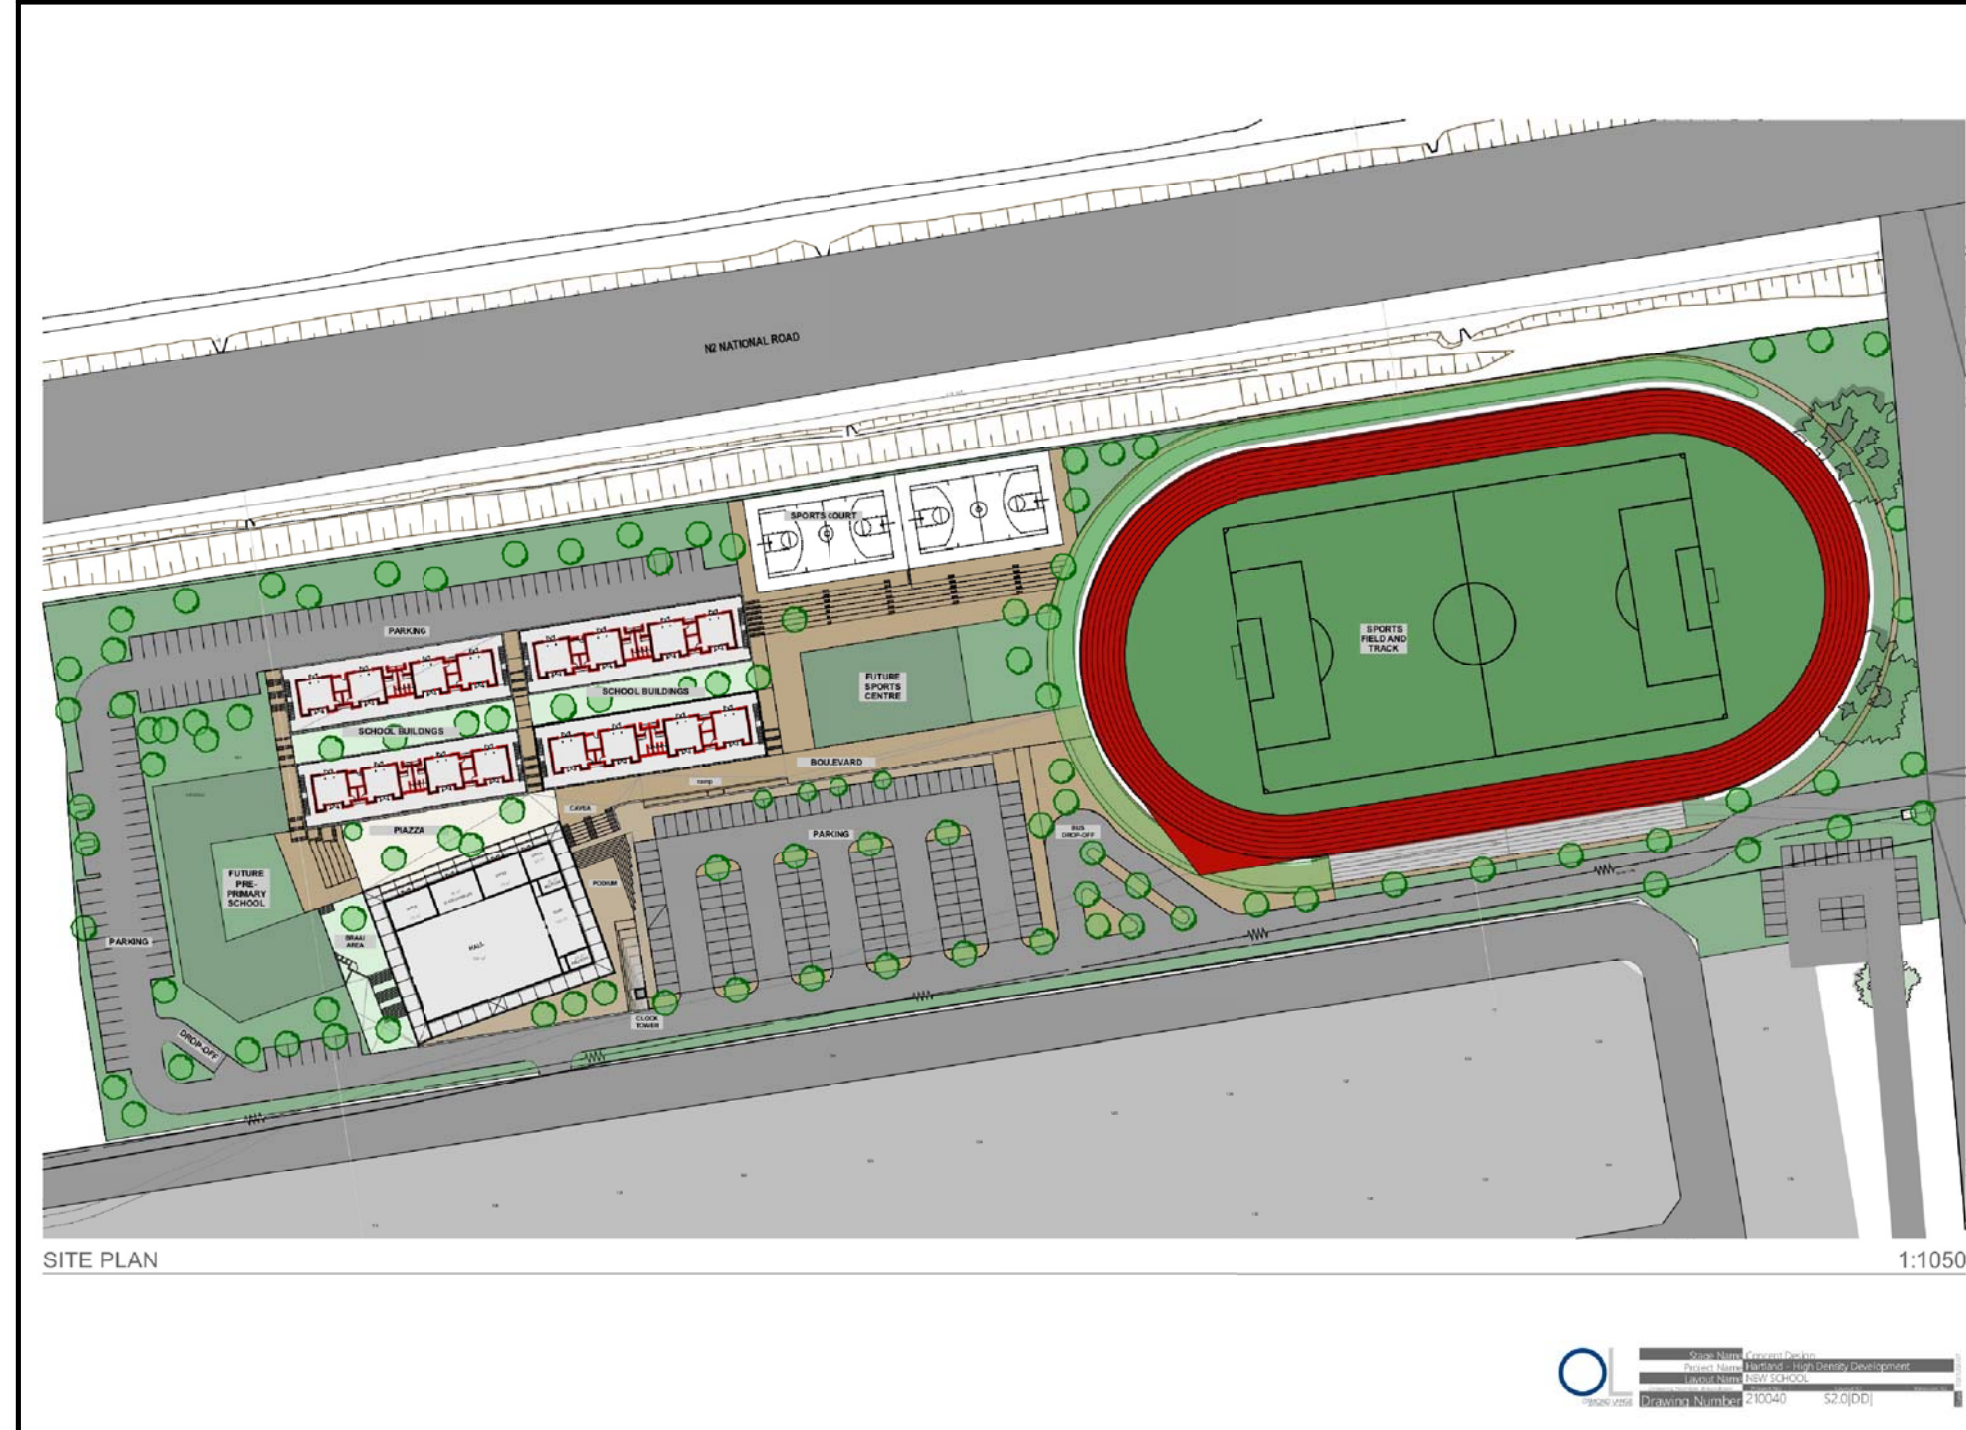 N2 NATIONAL ROAD
SPORTS COURT
PARKING
SCHOOL BUILDINGS
SCHOOL BUILDINGS
FUTURE
SPORTS
CENTRE
SPORTS
FIELD AND
TRACK
BOULEVARD
ramp
CAVEA
PIAZZA
PARKING
BUS
DROP-OFF
FUTURE
PRE-
PRIMARY
SCHOOL
PODIUM
BRAAI
AREA
HALL
PARKING
CLOCK
TOWER
DROP-OFF
SITE PLAN
1:1050
OL
Stage Name Concept Design
Project Name Hartland - High Density Development
Layout Name NEW SCHOOL
Drawing Number 210040 S2.0|DD|